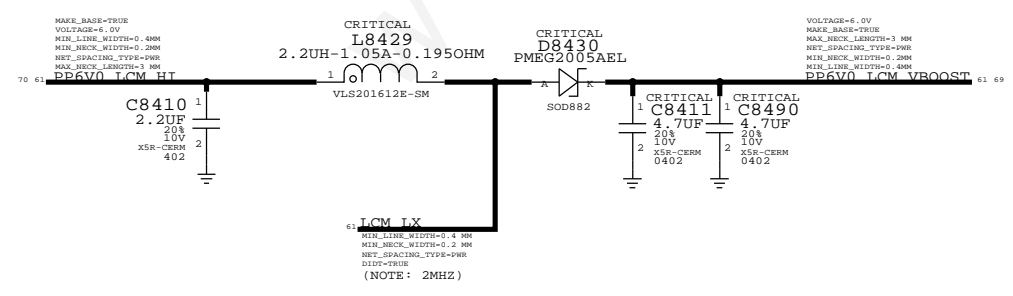 MAKE_BASE=TRUE
VOLTAGE=6.0V
MIN_LINE_WIDTH=0.4MM
MIN_NECK_WIDTH=0.2MM
NET_SPACING_TYPE=PWR
MAX_NECK_LENGTH=3 MM
70 61 PP6V0_LCM_HI
CRITICAL
L8429
2.2UH-1.05A-0.195OHM
1 2
VLS201612E-SM
CRITICAL
D8430
PMEG2005AEL
A K
SOD882
VOLTAGE=6.0V
MAKE_BASE=TRUE
MAX_NECK_LENGTH=3 MM
NET_SPACING_TYPE=PWR
MIN_NECK_WIDTH=0.2MM
MIN_LINE_WIDTH=0.4MM
PP6V0_LCM_VBOOST 61 69
C8410 1
2.2UF
20%
10V 2
X5R-CERM
402
CRITICAL
1 C8411
4.7UF
20%
10V
2 X5R-CERM
0402
CRITICAL
1 C8490
4.7UF
20%
10V
2 X5R-CERM
0402
61 LCM_LX
MIN_LINE_WIDTH=0.4 MM
MIN_NECK_WIDTH=0.2 MM
NET_SPACING_TYPE=PWR
DIDT=TRUE
(NOTE: 2MHZ)